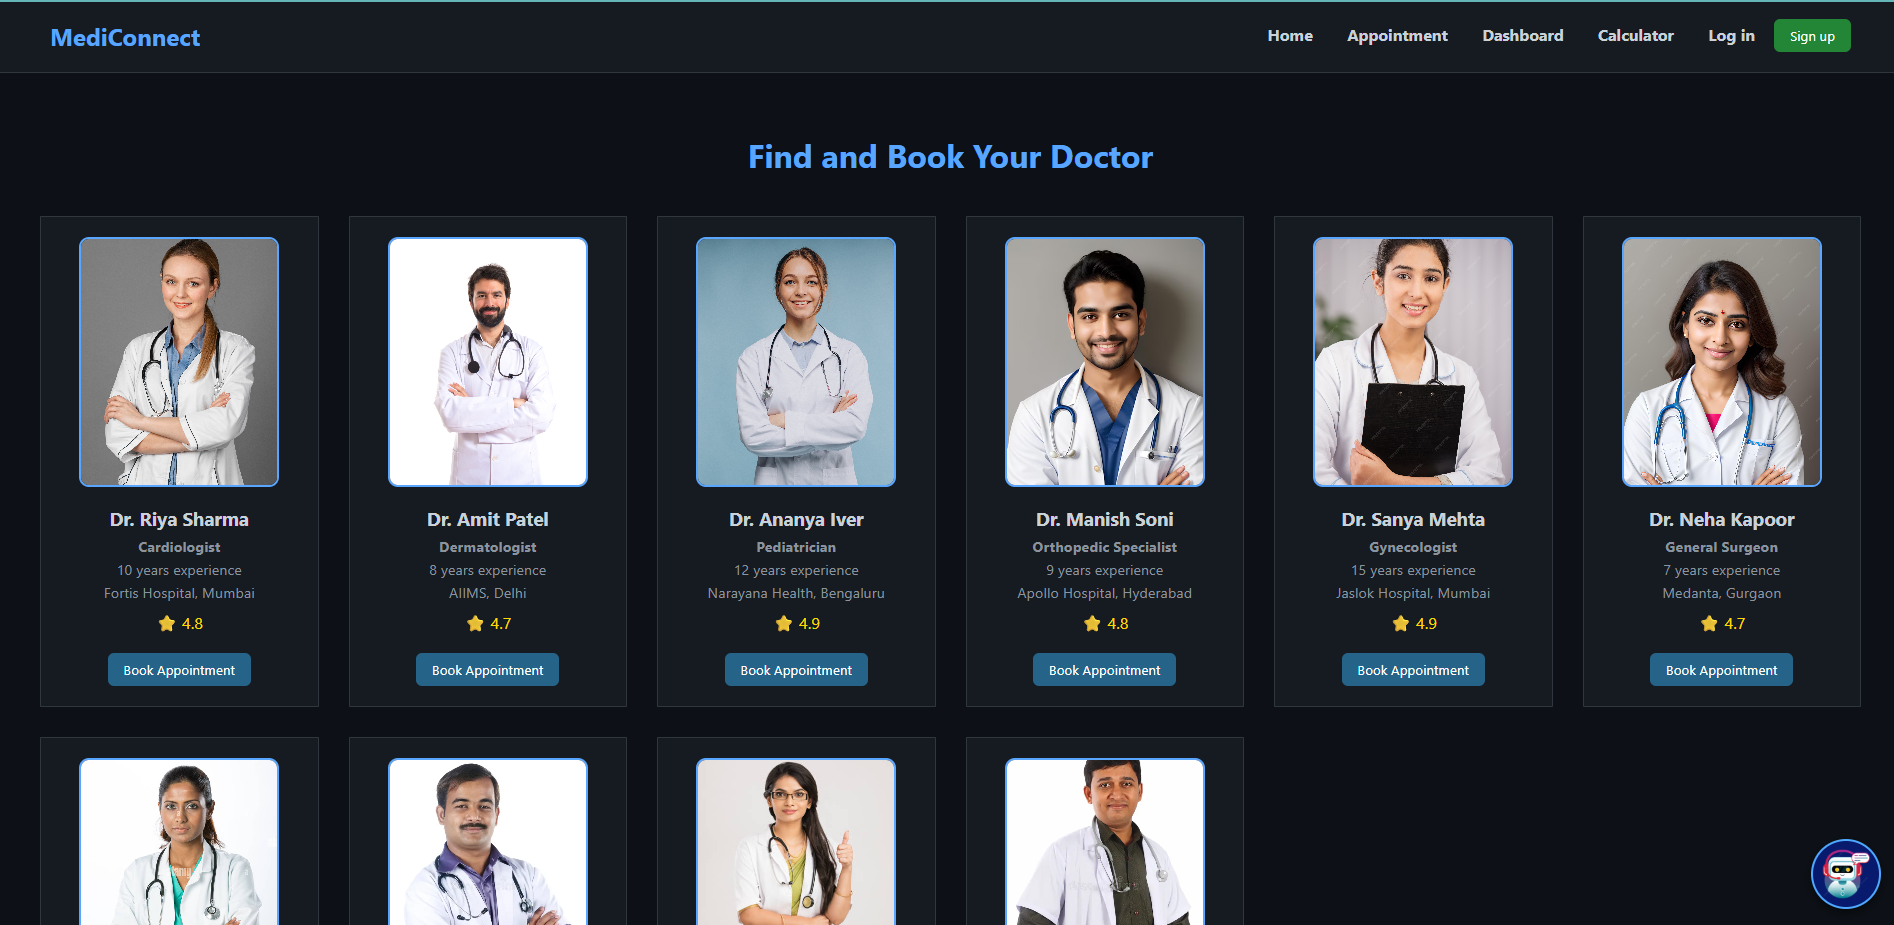 MediConnect
Home
Appointment
Dashboard
Calculator
Log in
Sign up
Find and Book Your Doctor
Dr. Riya Sharma
Cardiologist
10 years experience
Fortis Hospital, Mumbai
4.8
Book Appointment
Dr. Amit Patel
Dermatologist
8 years experience
AIIMS, Delhi
4.7
Book Appointment
Dr. Ananya Iver
Pediatrician
12 years experience
Narayana Health, Bengaluru
4.9
Book Appointment
Dr. Manish Soni
Orthopedic Specialist
9 years experience
Apollo Hospital, Hyderabad
4.8
Book Appointment
Dr. Sanya Mehta
Gynecologist
15 years experience
Jaslok Hospital, Mumbai
4.9
Book Appointment
Dr. Neha Kapoor
General Surgeon
7 years experience
Medanta, Gurgaon
4.7
Book Appointment